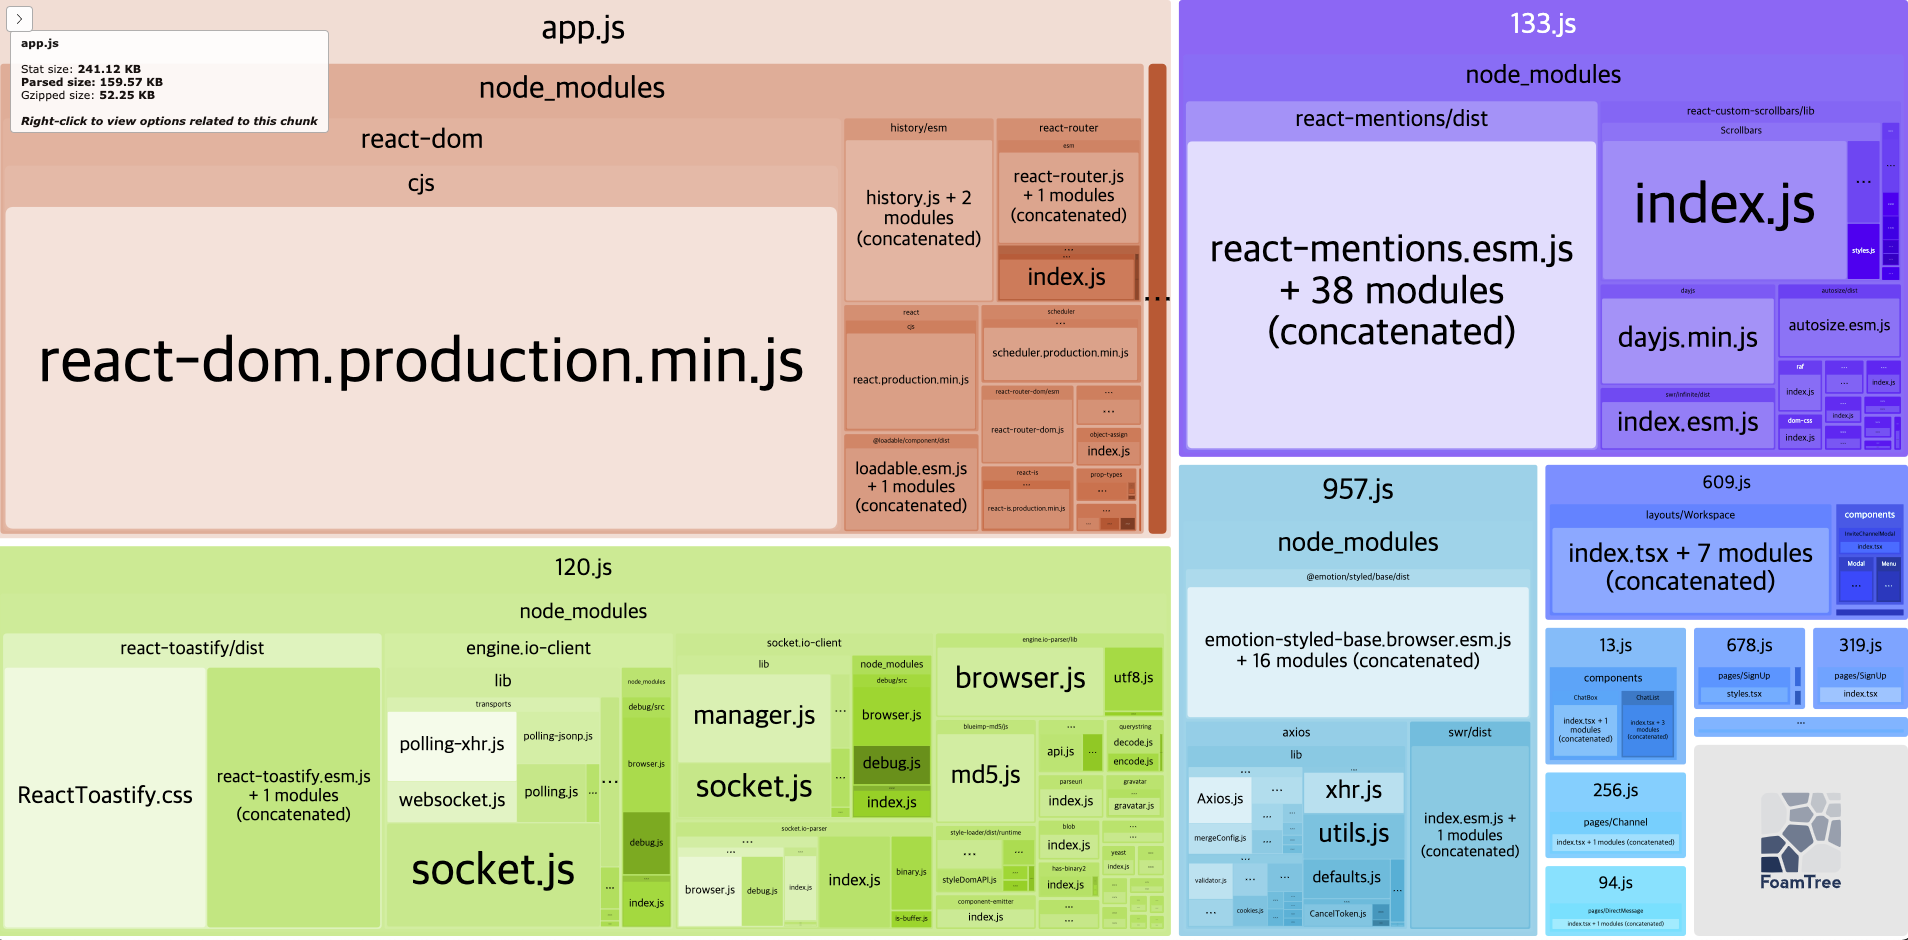 app.js
app.js
Stat size: 241.12 KB
Parsed size: 159.57 KB
Gzipped size: 52.25 KB
Right-click to view options related to this chunk
node_modules
react-dom
cjs
react-dom.production.min.js
history/esm
history.js + 2
modules
(concatenated)
react-router
esm
react-router.js
+ 1 modules
(concatenated)
...
...
index.js
...
react
cjs
react.production.min.js
scheduler
...
scheduler.production.min.js
react-router-dom/esm
react-router-dom.js
...
...
object-assign
index.js
@loadable/component/dist
loadable.esm.js
+ 1 modules
(concatenated)
react-is
...
react-is.production.min.js
prop-types
...
...
120.js
node_modules
react-toastify/dist
ReactToastify.css
react-toastify.esm.js
+ 1 modules
(concatenated)
engine.io-client
lib
transports
polling-xhr.js
polling-jsonp.js
websocket.js
polling.js
...
...
socket.js
...
node_modules
debug/src
browser.js
debug.js
...
index.js
socket.io-client
lib
manager.js
...
socket.js
...
node_modules
debug/src
browser.js
debug.js
...
index.js
socket.io-parser
...
...
browser.js
debug.js
...
index.js
index.js
binary.js
is-buffer.js
engine.io-parser/lib
browser.js
utf8.js
blueimp-md5/js
md5.js
...
api.js
...
querystring
decode.js
encode.js
parseuri
index.js
gravatar
...
gravatar.js
style-loader/dist/runtime
...
...
styleDomAPI.js
component-emitter
index.js
blob
index.js
has-binary2
index.js
...
...
...
...
yeast
index.js
...
133.js
node_modules
react-mentions/dist
react-mentions.esm.js
+ 38 modules
(concatenated)
react-custom-scrollbars/lib
Scrollbars
index.js
...
styles.js
dayjs
dayjs.min.js
autosize/dist
autosize.esm.js
swr/infinite/dist
index.esm.js
raf
index.js
...
...
...
index.js
dom-css
index.js
...
index.js
...
...
957.js
node_modules
@emotion/styled/base/dist
emotion-styled-base.browser.esm.js
+ 16 modules (concatenated)
axios
lib
...
Axios.js
...
mergeConfig.js
...
...
validator.js
...
...
...
cookies.js
...
...
xhr.js
utils.js
defaults.js
CancelToken.js
...
...
swr/dist
index.esm.js +
1 modules
(concatenated)
609.js
layouts/Workspace
index.tsx + 7 modules
(concatenated)
components
InviteChannelModal
index.tsx
Modal
...
Menu
...
13.js
components
ChatBox
index.tsx + 1
modules
(concatenated)
ChatList
index.tsx + 3
modules
(concatenated)
678.js
pages/SignUp
styles.tsx
319.js
pages/SignUp
index.tsx
...
256.js
pages/Channel
index.tsx + 1 modules (concatenated)
94.js
pages/DirectMessage
index.tsx + 1 modules (concatenated)
FoamTree